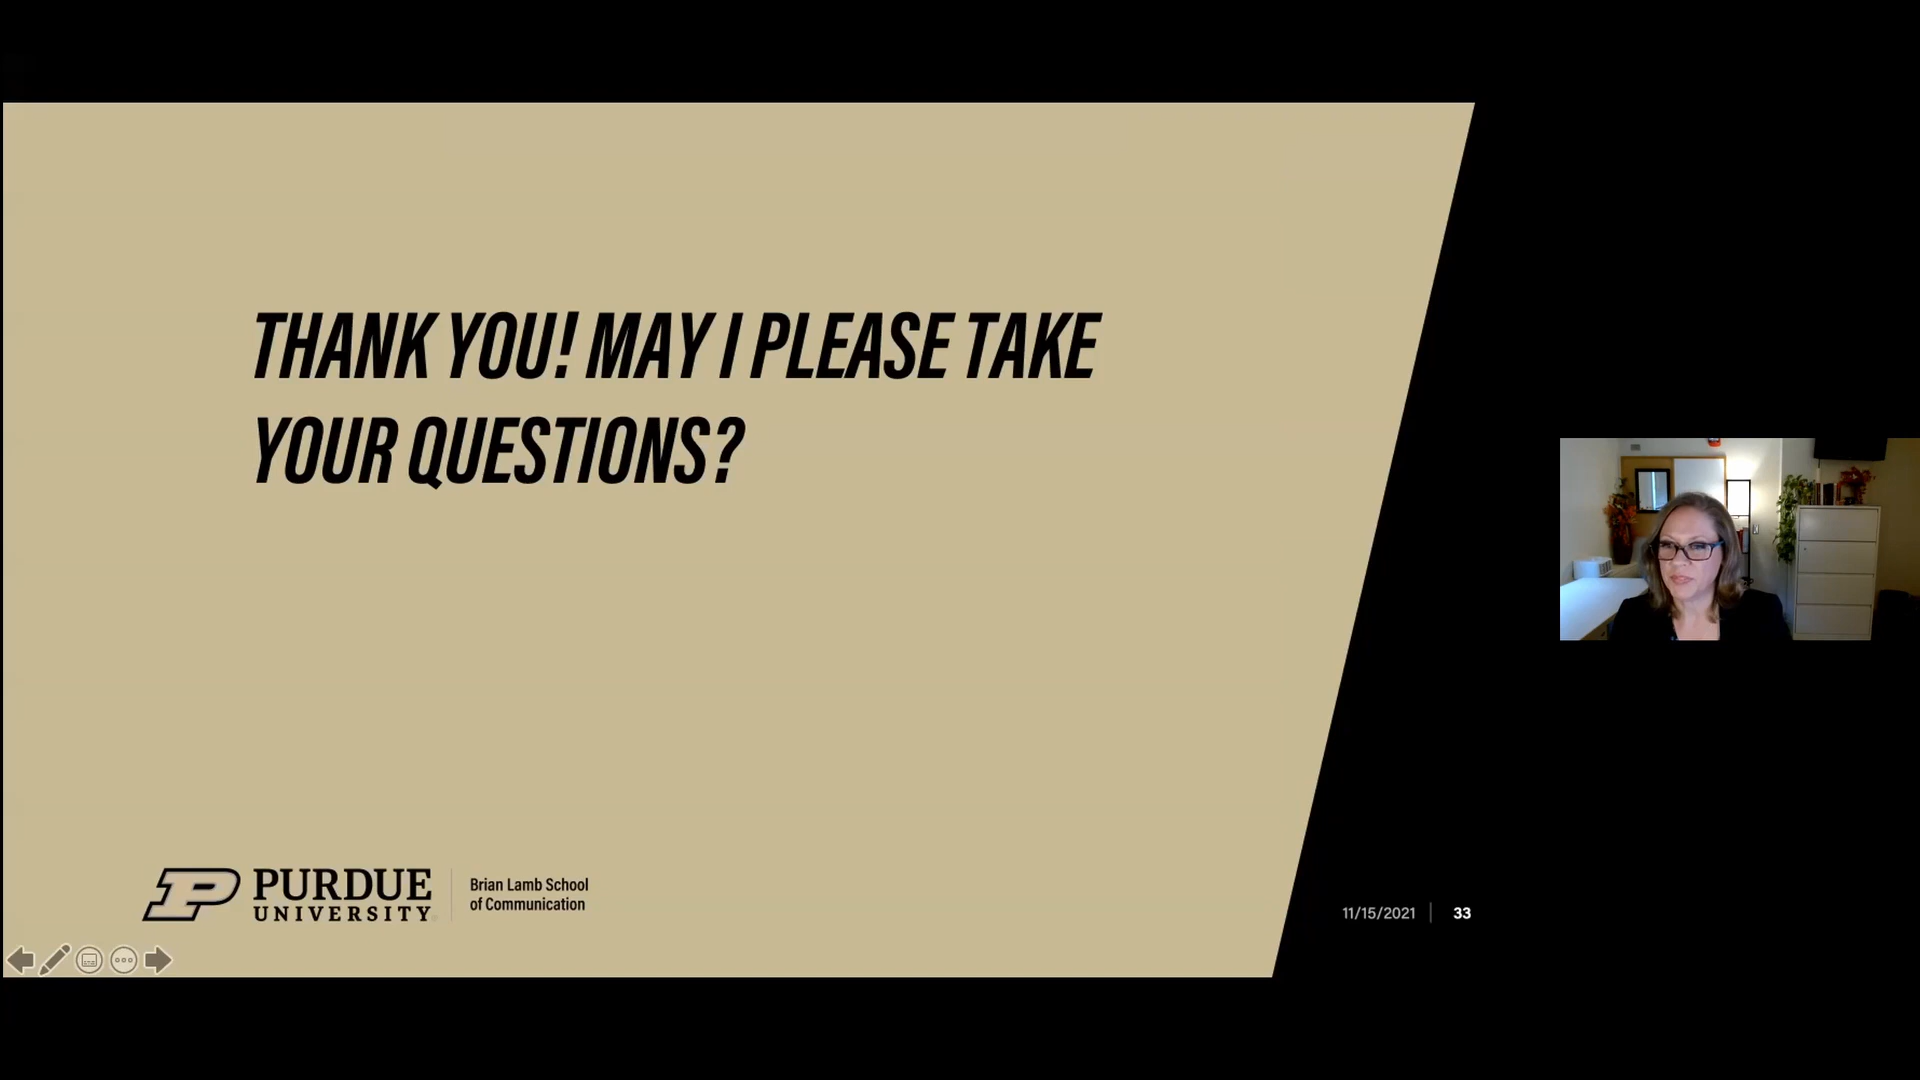 THANK YOU! MAY I PLEASE TAKE
YOUR QUESTIONS?
PURDUE
UNIVERSITY
Brian Lamb School
of Communication
11/15/2021
33